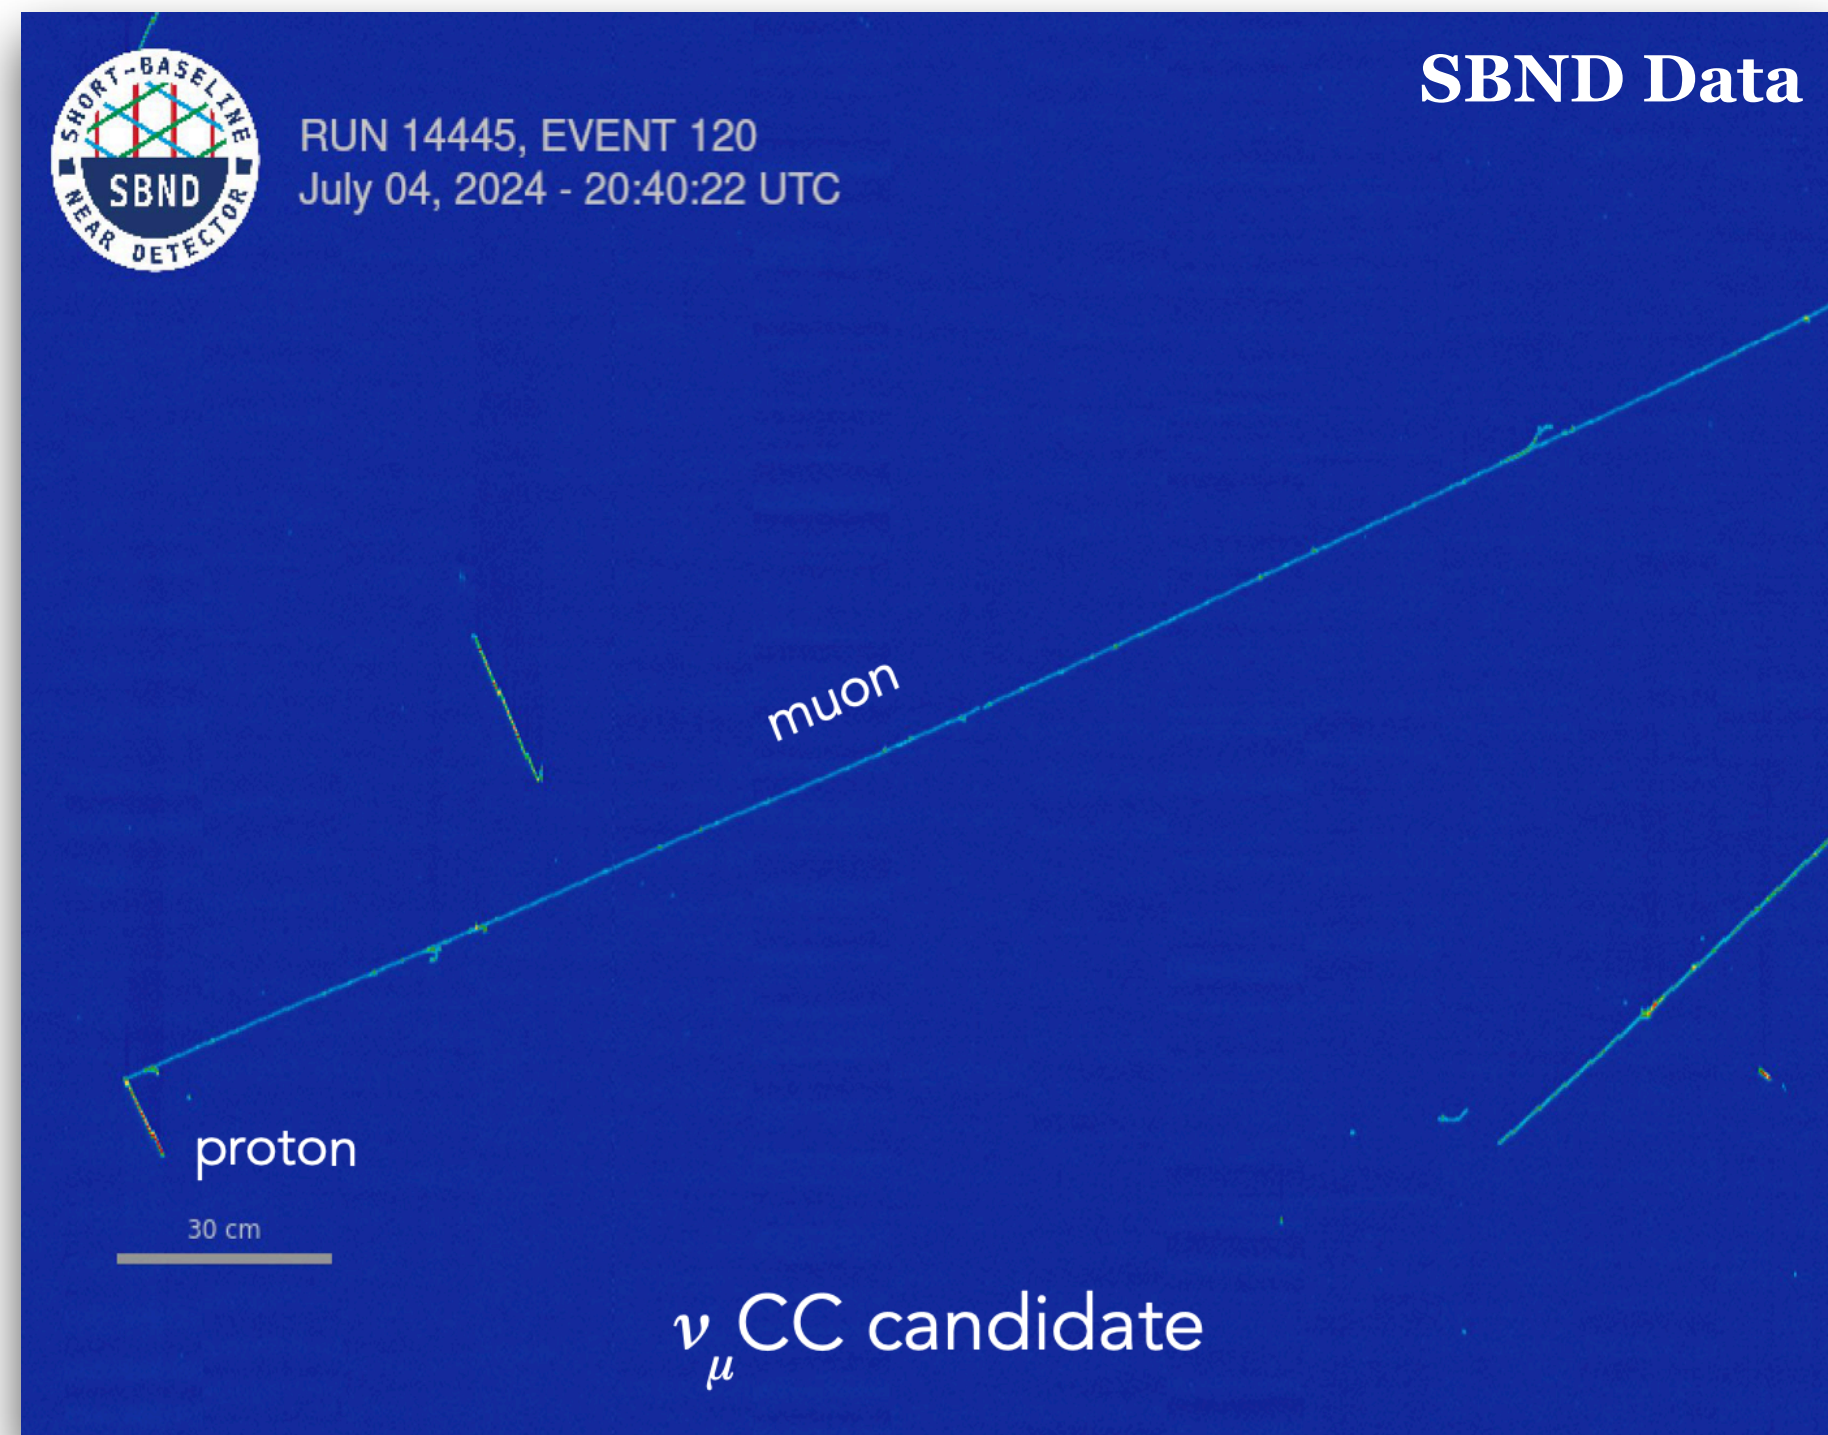 SHORT-BASELINE
SBND
NEAR DETECTOR
RUN 14445, EVENT 120
July 04, 2024 - 20:40:22 UTC
SBND Data
muon
proton
30 cm
νμCC candidate